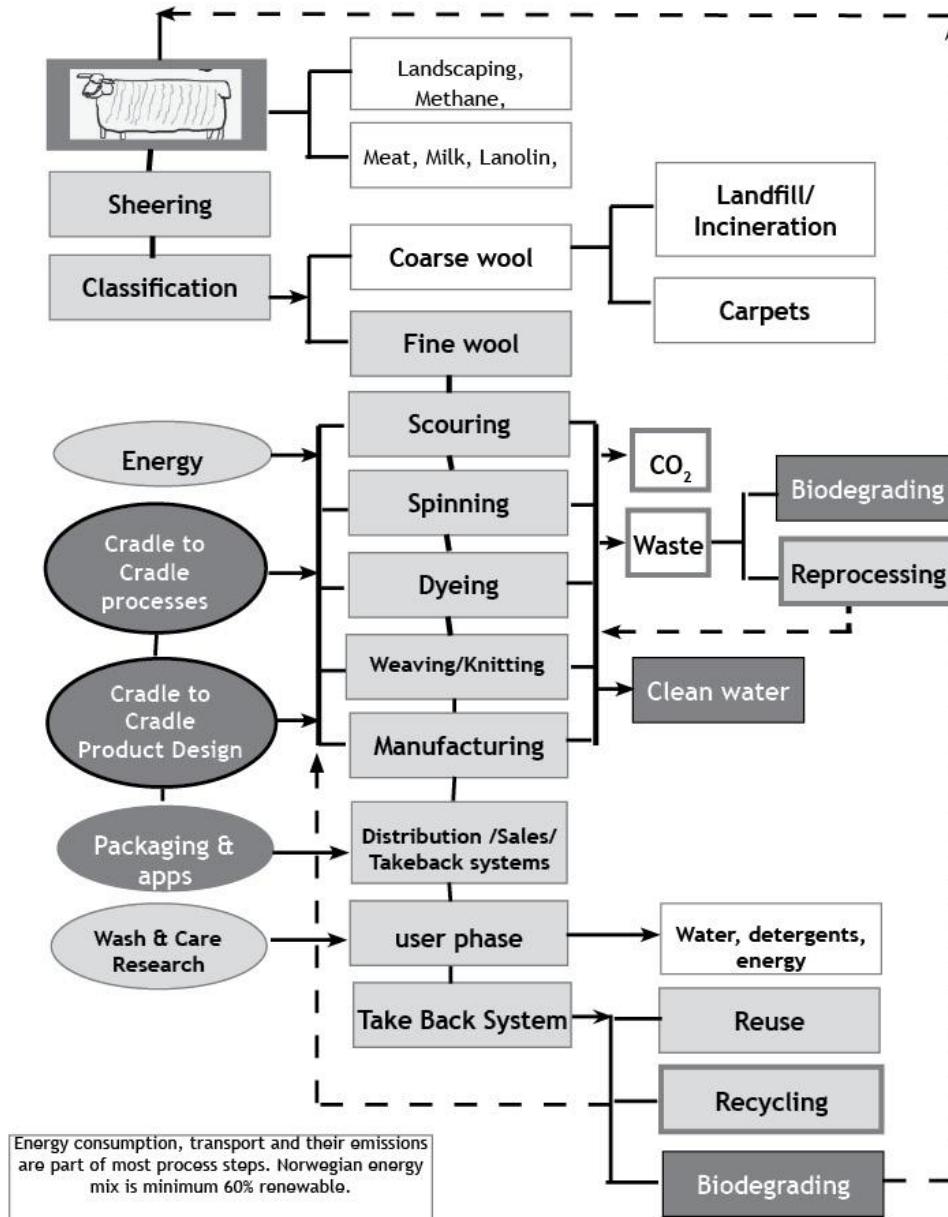 Landscaping,
Methane,
Meat, Milk, Lanolin,
Sheering
Classification
Coarse wool
Landfill/
Incineration
Carpets
Fine wool
Scouring
Energy
CO₂
Spinning
Biodegrading
Waste
Cradle to
Cradle
processes
Dyeing
Reprocessing
Weaving/Knitting
Clean water
Cradle to
Cradle
Product Design
Manufacturing
Packaging &
apps
Distribution /Sales/
Takeback systems
Wash & Care
Research
user phase
Water, detergents,
energy
Take Back System
Reuse
Recycling
Biodegrading
Energy consumption, transport and their emissions
are part of most process steps. Norwegian energy
mix is minimum 60% renewable.